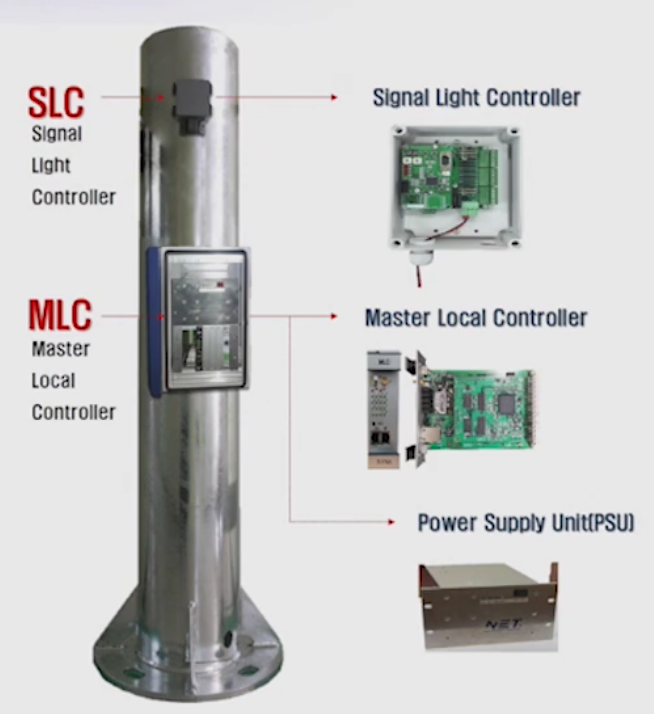 SLC
Signal
Light
Controller
Signal Light Controller
MLC
Master
Local
Controller
Master Local Controller
MLC
Power Supply Unit(PSU)
NET